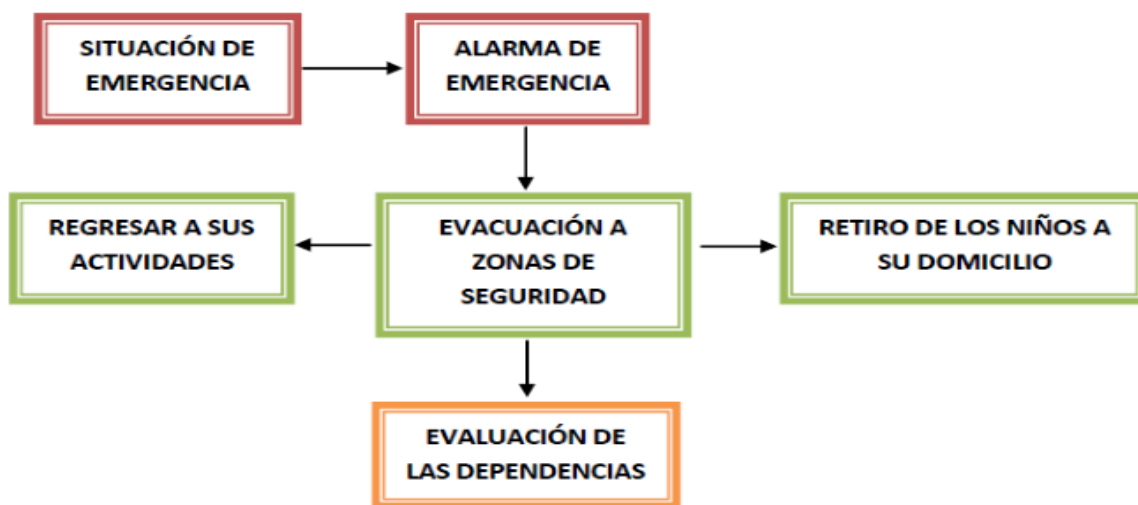 SITUACIÓN DE
EMERGENCIA
ALARMA DE
EMERGENCIA
REGRESAR A SUS
ACTIVIDADES
EVACUACIÓN A
ZONAS DE
SEGURIDAD
RETIRO DE LOS NIÑOS A
SU DOMICILIO
EVALUACIÓN DE
LAS DEPENDENCIAS